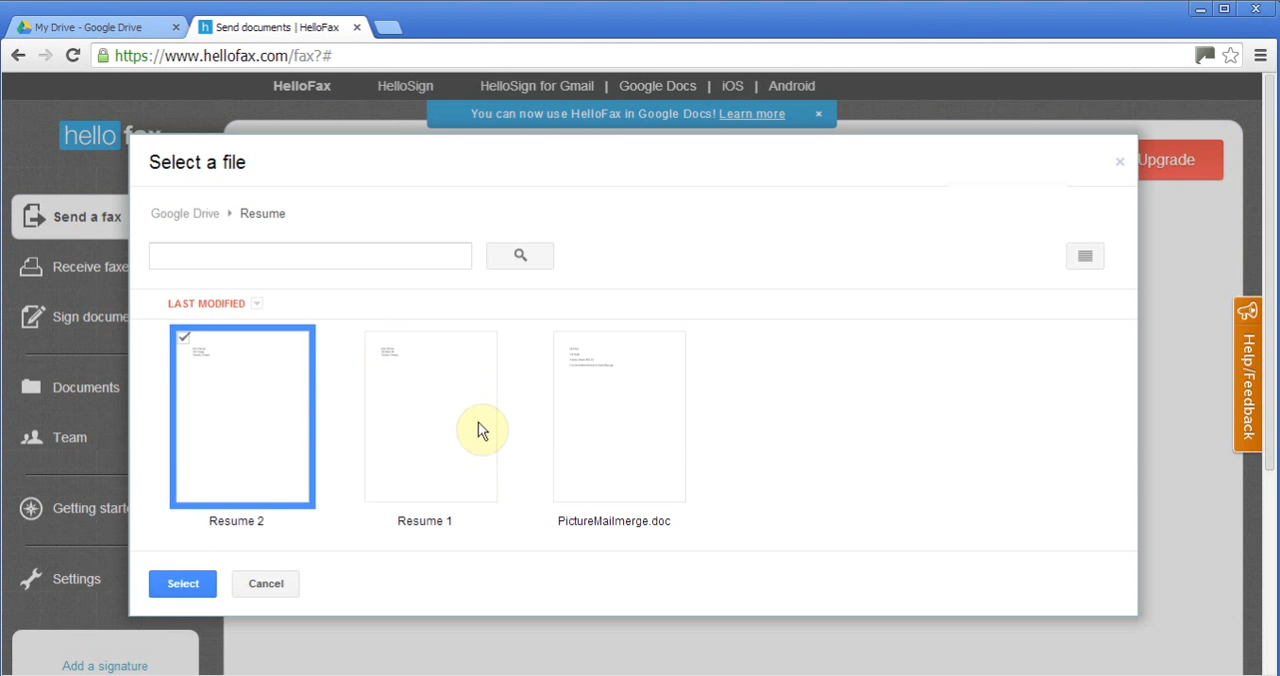 My Drive - Google Drive
Send documents | HelloFax
https://www.hellofax.com/fax?#
HelloFax HelloSign HelloSign for Gmail | Google Docs | iOS | Android
You can now use HelloFax in Google Docs! Learn more ×
hello fax
Upgrade
Select a file
Send a fax
Google Drive Resume
Receive faxe
LAST MODIFIED
Sign docume
Documents
Team
Help/Feedback
Getting starte
Resume 2 Resume 1 PictureMailmerge.doc
Settings
Select Cancel
Add a signature